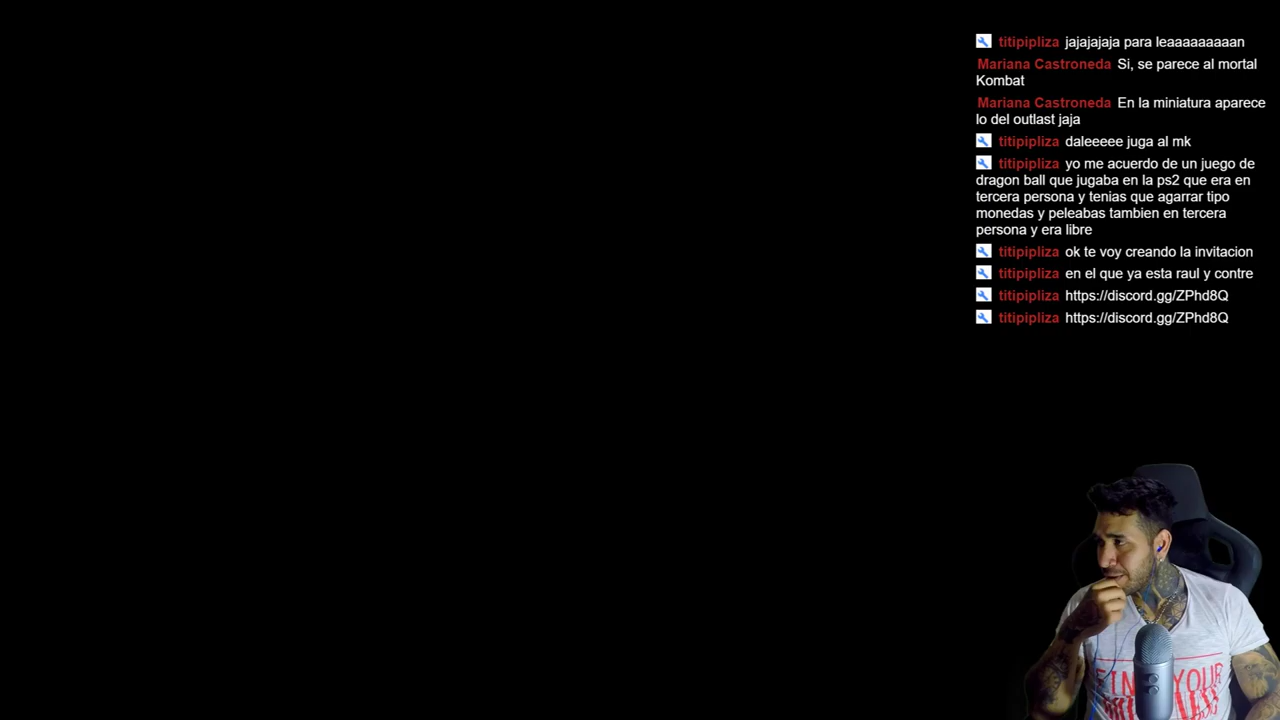 titipipliza jajajajaja para leaaaaaaaaan
Mariana Castroneda Si, se parece al mortal
Kombat
Mariana Castroneda En la miniatura aparece
lo del outlast jaja
titipipliza daleeeee juga al mk
titipipliza yo me acuerdo de un juego de
dragon ball que jugaba en la ps2 que era en
tercera persona y tenias que agarrar tipo
monedas y peleabas tambien en tercera
persona y era libre
titipipliza ok te voy creando la invitacion
titipipliza en el que ya esta raul y contre
titipipliza https://discord.gg/ZPhd8Q
titipipliza https://discord.gg/ZPhd8Q
YOUR